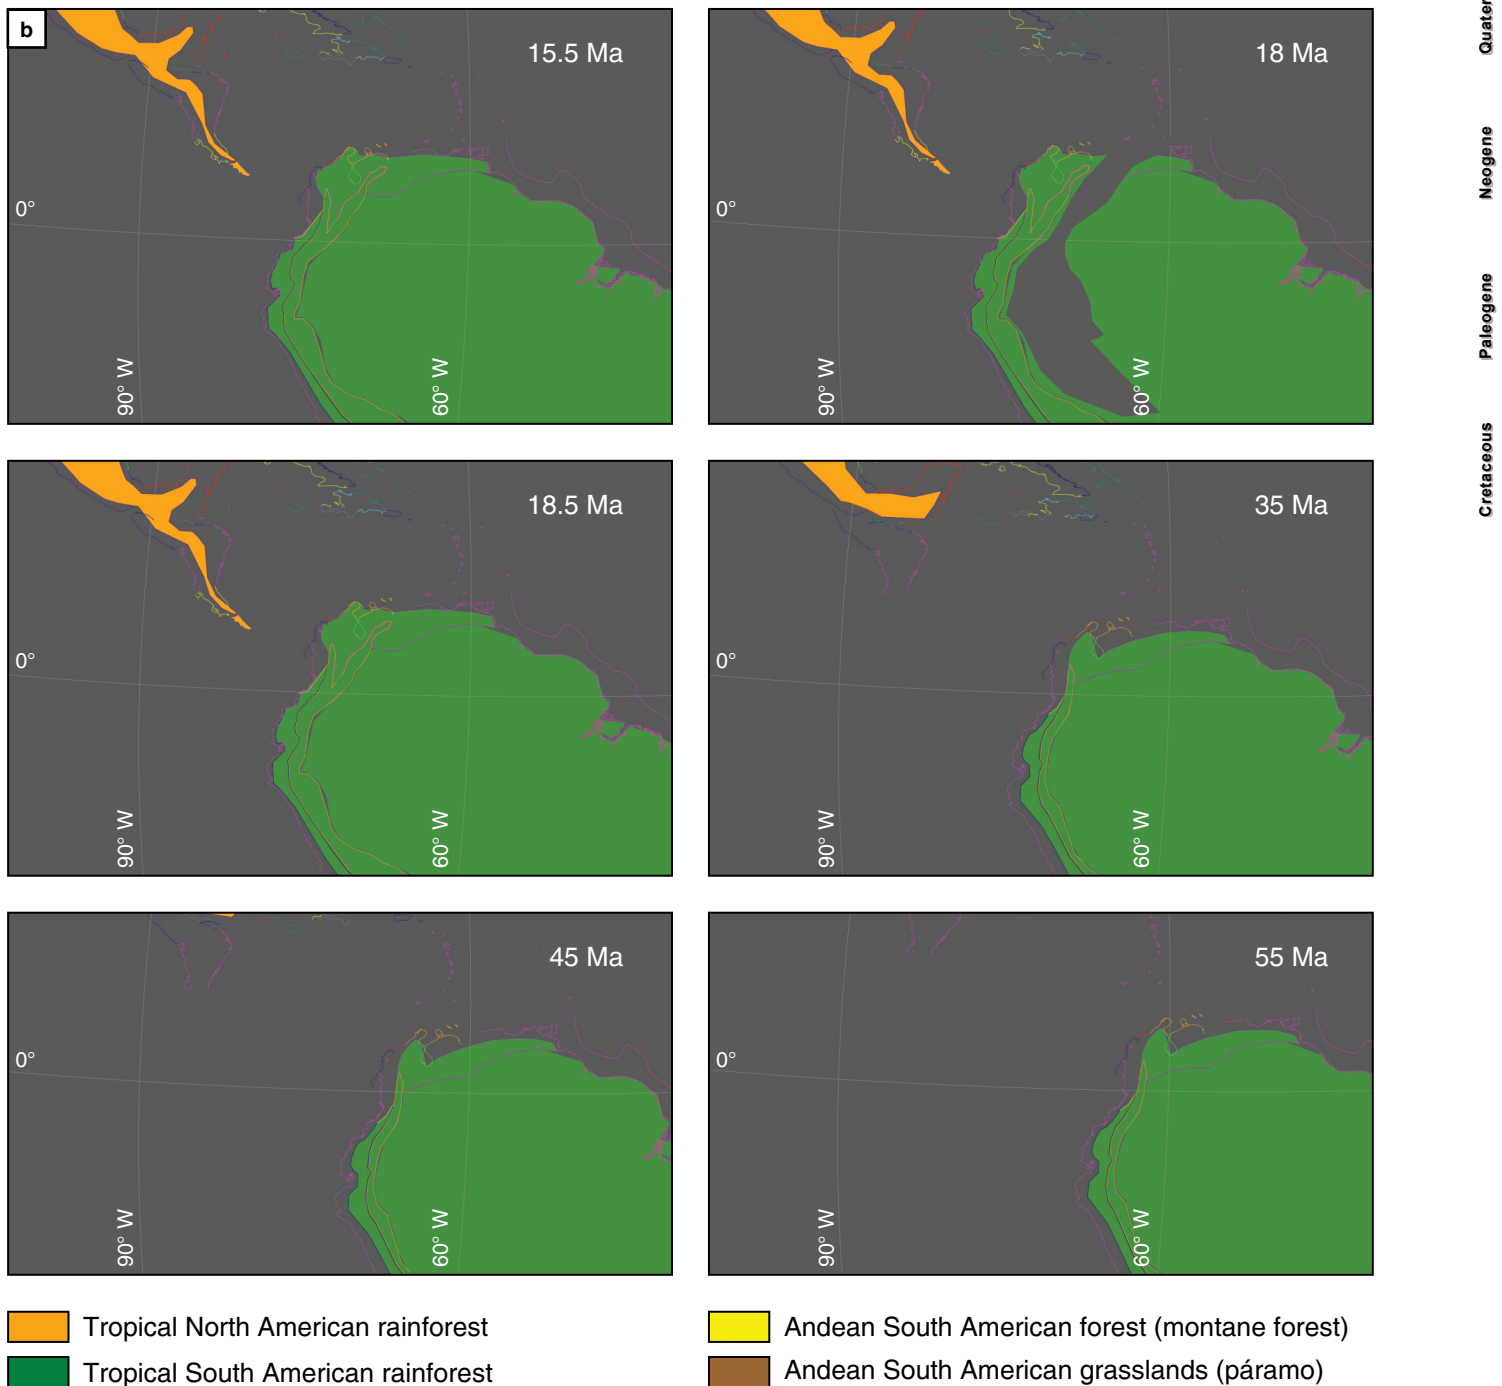 b
15.5 Ma
0°
90° W
60° W
18 Ma
0°
90° W
60° W
18.5 Ma
0°
90° W
60° W
35 Ma
0°
90° W
60° W
45 Ma
0°
90° W
60° W
55 Ma
0°
90° W
60° W
Tropical North American rainforest
Tropical South American rainforest
Andean South American forest (montane forest)
Andean South American grasslands (páramo)
Neogene
Paleogene
Cretaceous